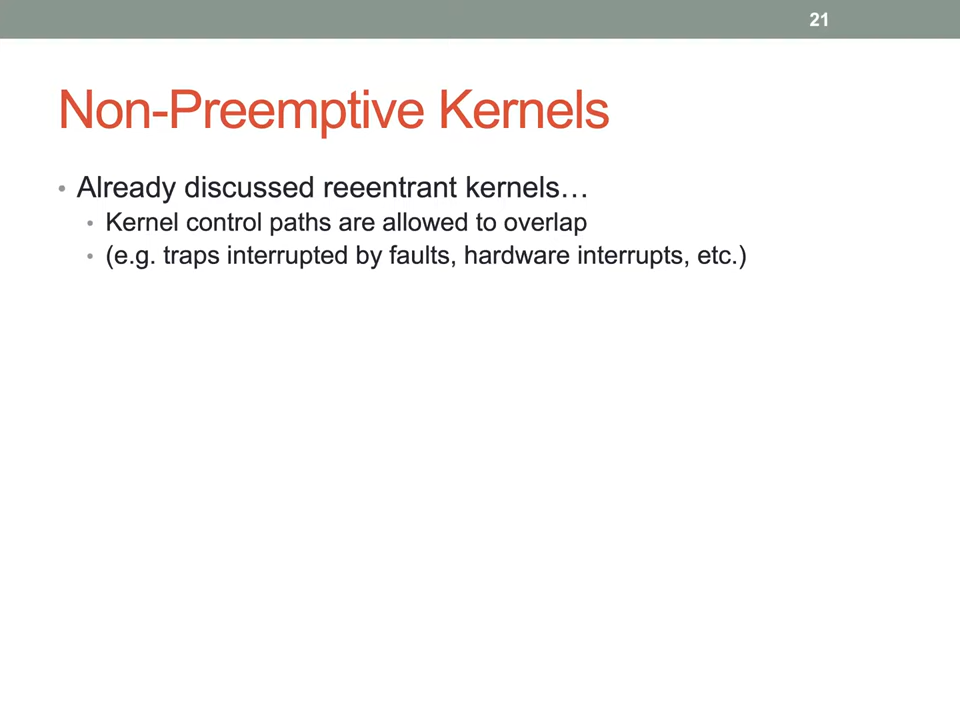 21
Non-Preemptive Kernels
• Already discussed reeentrant kernels…
• Kernel control paths are allowed to overlap
• (e.g. traps interrupted by faults, hardware interrupts, etc.)